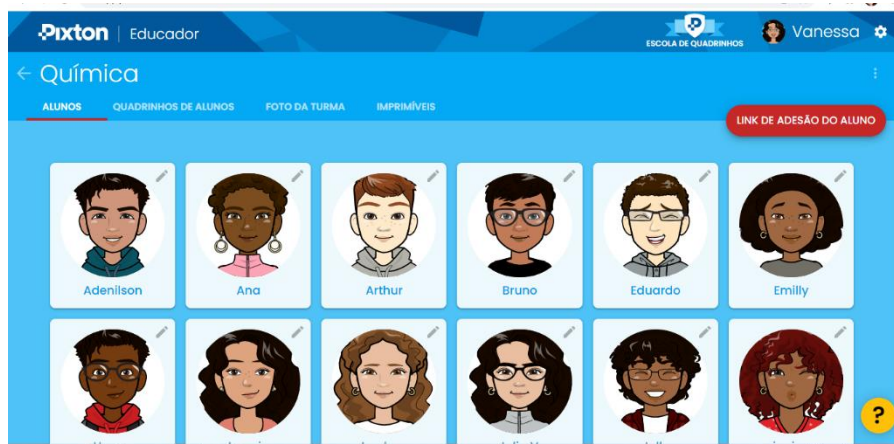 Pixton | Educador
ESCOLA DE QUADRINHOS
Vanessa
← Química
ALUNOS QUADRINHOS DE ALUNOS FOTO DA TURMA IMPRIMÍVEIS
LINK DE ADESÃO DO ALUNO
Adenilson Ana Arthur Bruno Eduardo Emilly
?